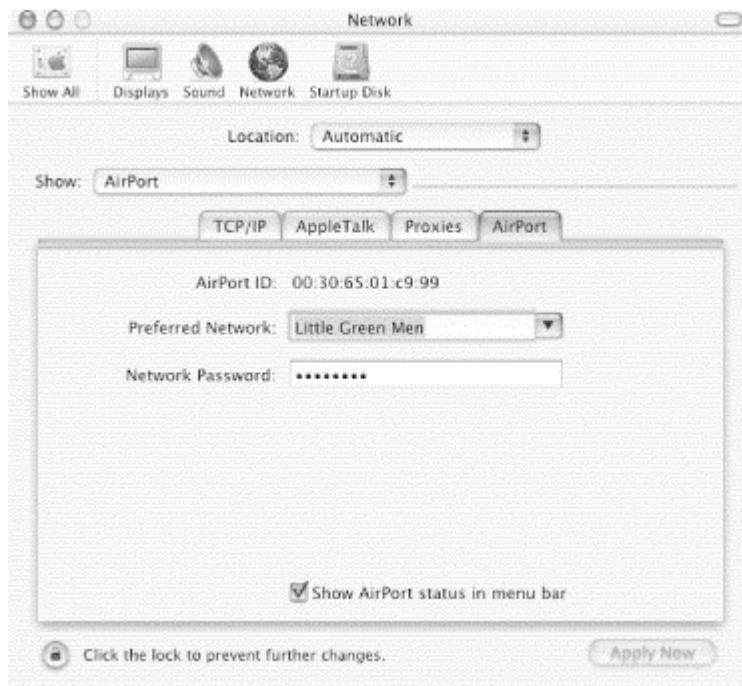 Network
Show All Displays Sound Network Startup Disk
Location: Automatic
Show: AirPort
TCP/IP AppleTalk Proxies AirPort
AirPort ID: 00:30:65:01:c9:99
Preferred Network: Little Green Men
Network Password: ••••••••
Show AirPort status in menu bar
Click the lock to prevent further changes.
Apply Now